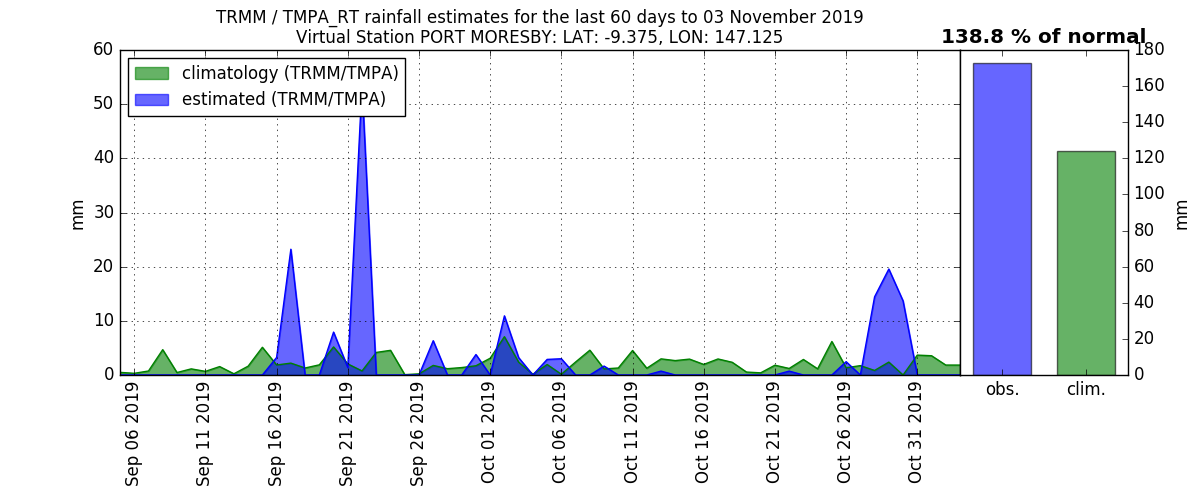 TRMM / TMPA_RT rainfall estimates for the last 60 days to 03 November 2019
Virtual Station PORT MORESBY: LAT: -9.375, LON: 147.125
138.8 % of normal
climatology (TRMM/TMPA)
estimated (TRMM/TMPA)
60
50
40
30
20
10
0
mm
Sep 06 2019
Sep 11 2019
Sep 16 2019
Sep 21 2019
Sep 26 2019
Oct 01 2019
Oct 06 2019
Oct 11 2019
Oct 16 2019
Oct 21 2019
Oct 26 2019
Oct 31 2019
obs.
clim.
180
160
140
120
100
80
60
40
20
0
mm